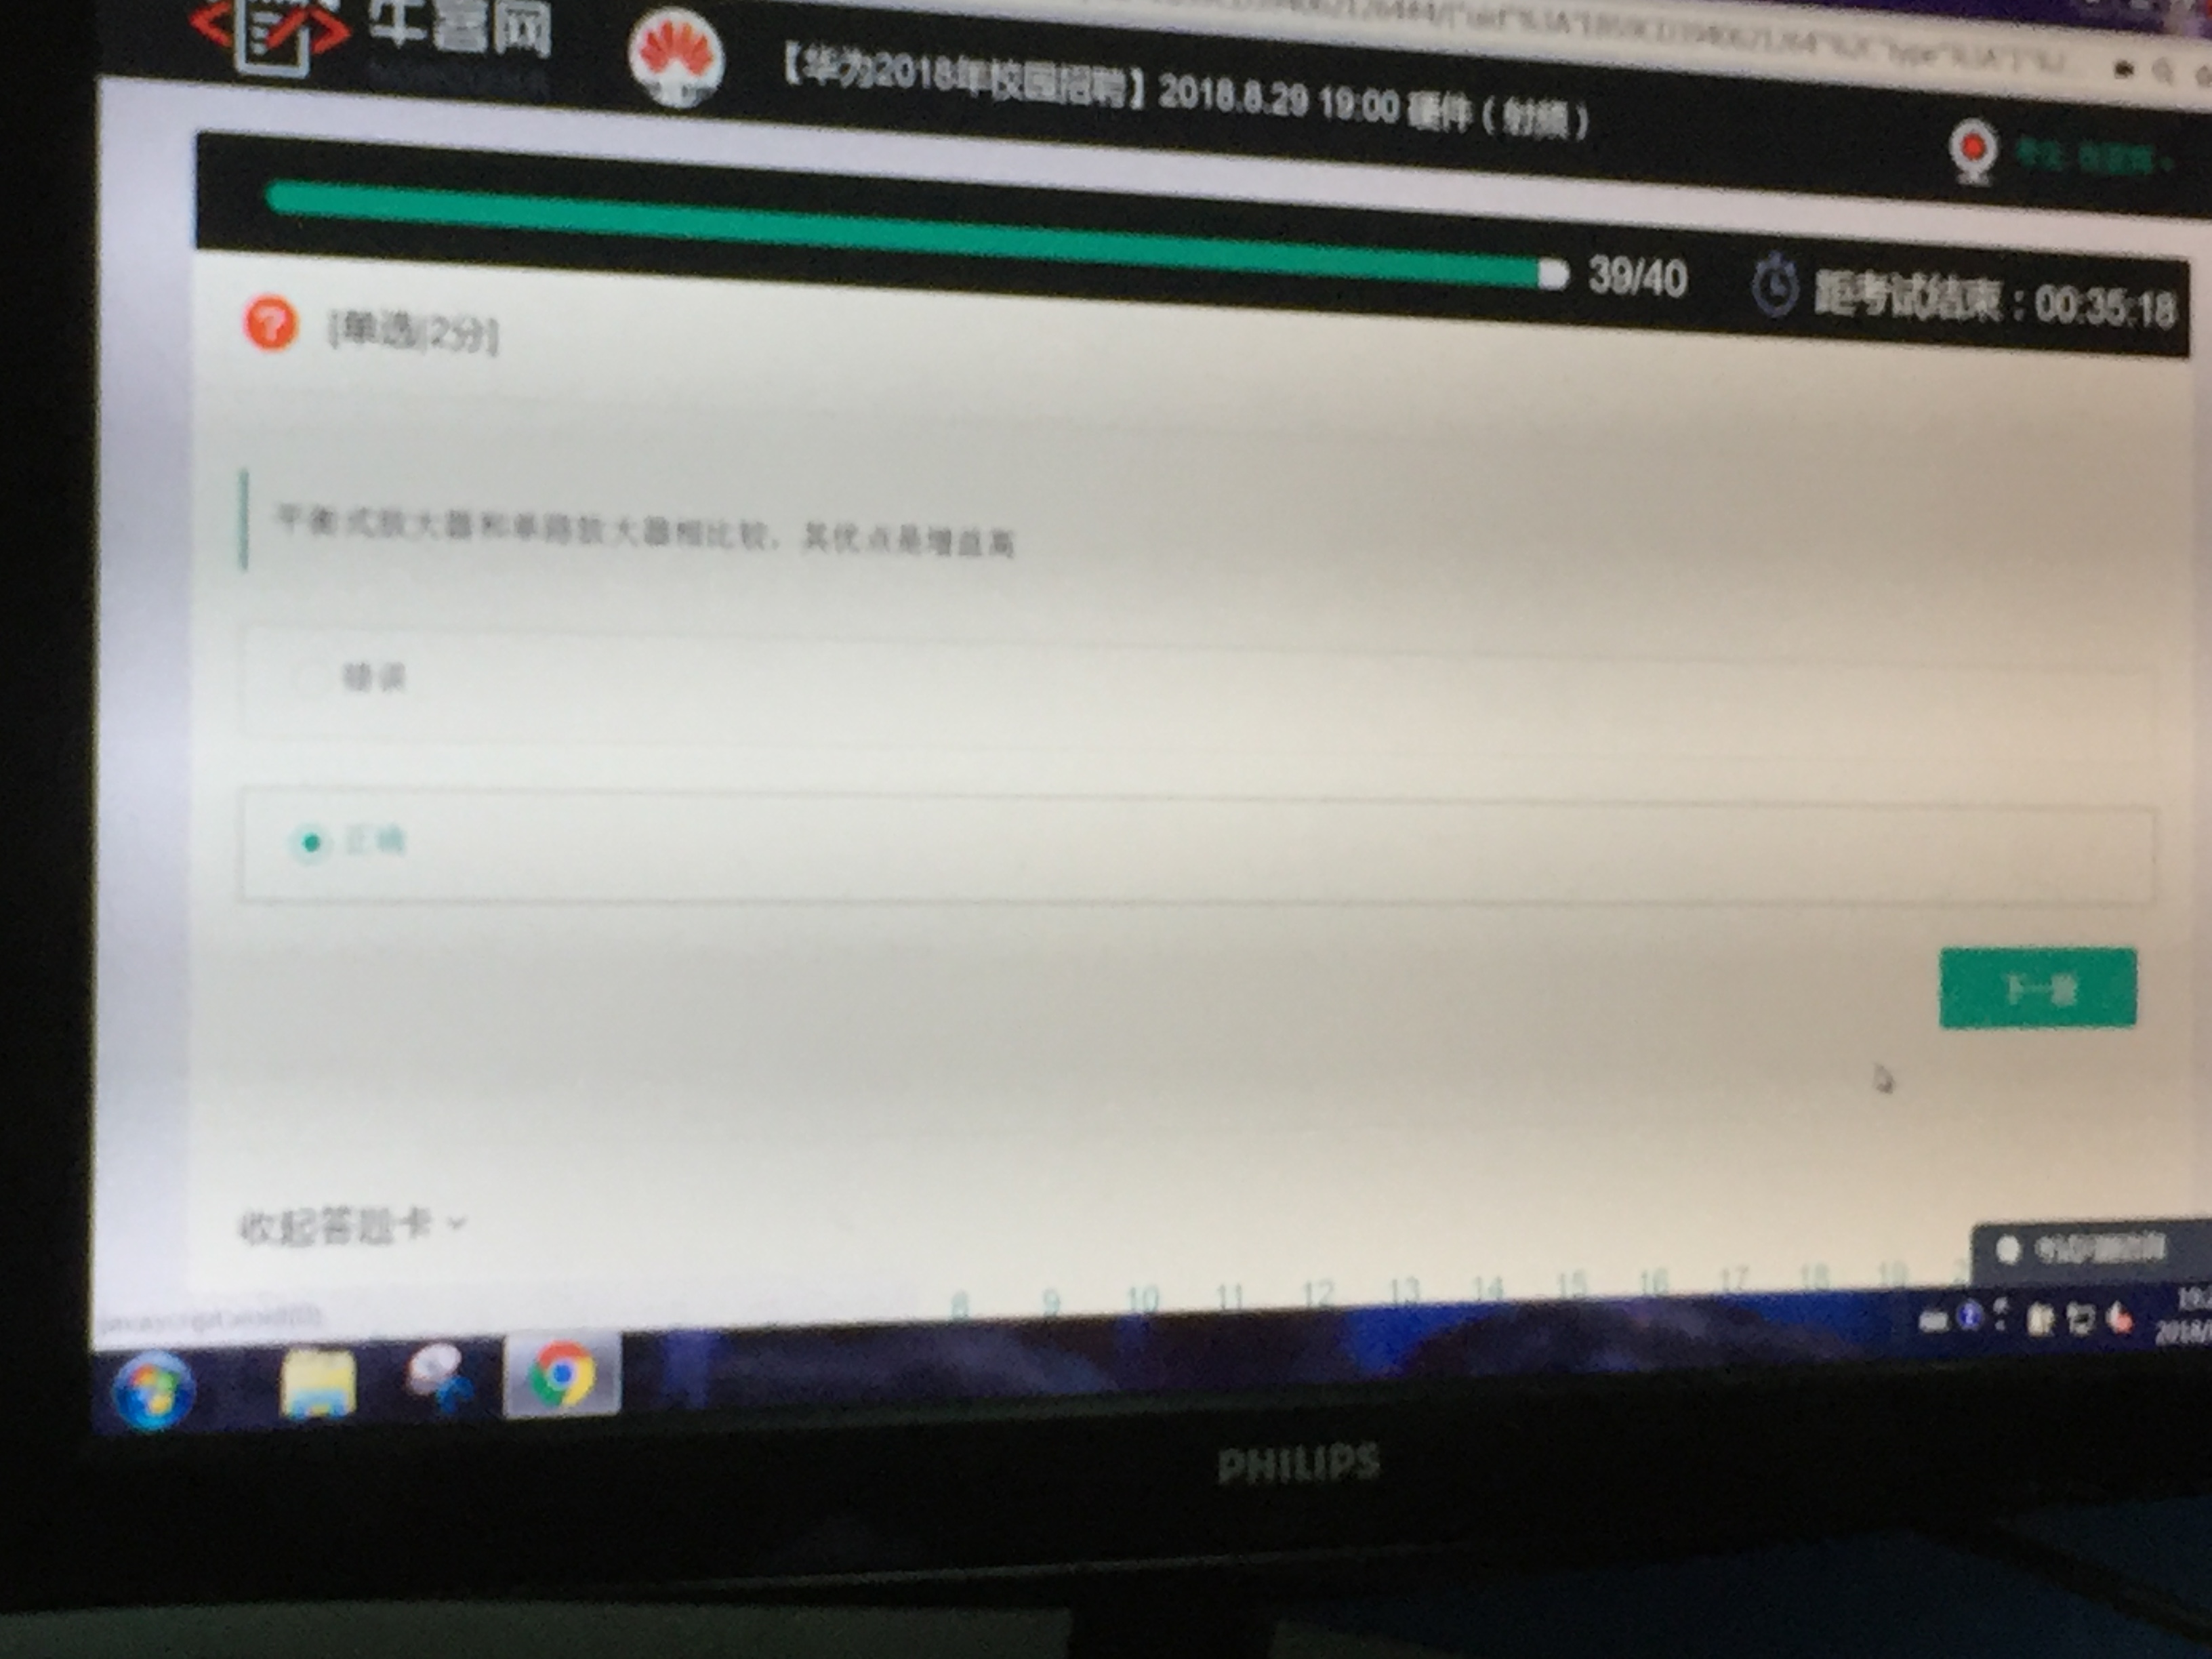 牛客网
【华为2018年校园招聘】2018.8.29 19:00 硬件（射频）
39/40
距考试结束：00:35:18
[单选|2分]
平衡式放大器和单路放大器相比较，其优点是增益高
错误
正确
下一题
收起答题卡
8 9 10 11 12 13 14 15 16 17 18 19
PHILIPS